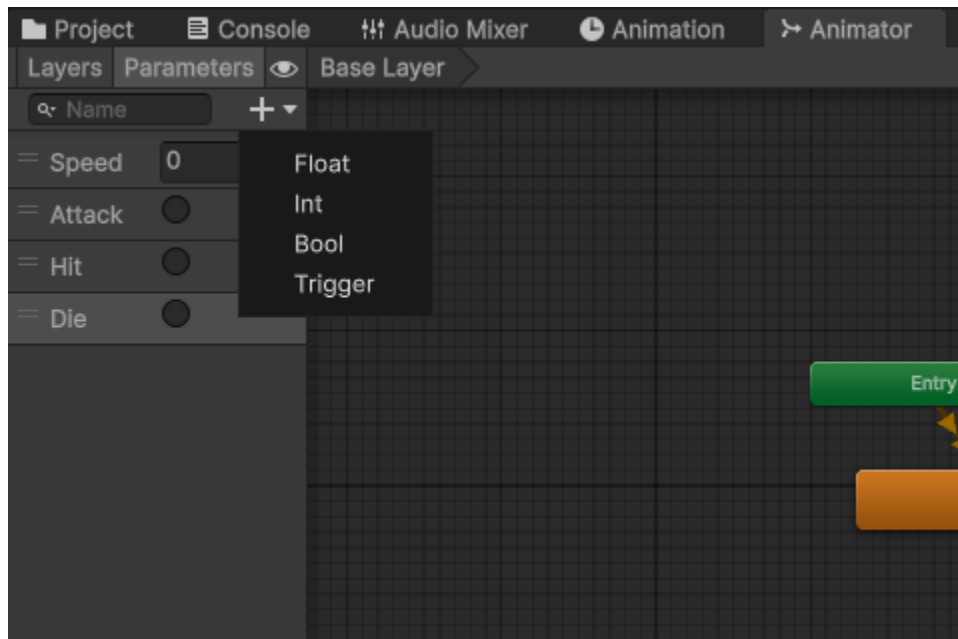 Project Console Audio Mixer Animation Animator
Layers Parameters Base Layer
Name
Speed 0
Float
Attack
Int
Hit
Bool
Die
Trigger
Entry